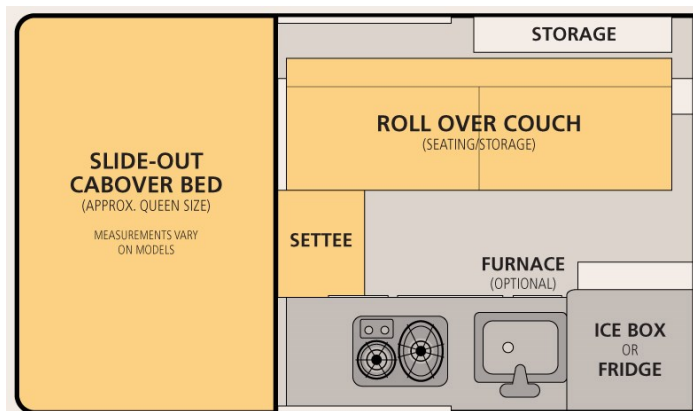 STORAGE
ROLL OVER COUCH
(SEATING/STORAGE)
SLIDE-OUT
CABOVER BED
(APPROX. QUEEN SIZE)
MEASUREMENTS VARY
ON MODELS
SETTEE
FURNACE
(OPTIONAL)
ICE BOX
OR
FRIDGE